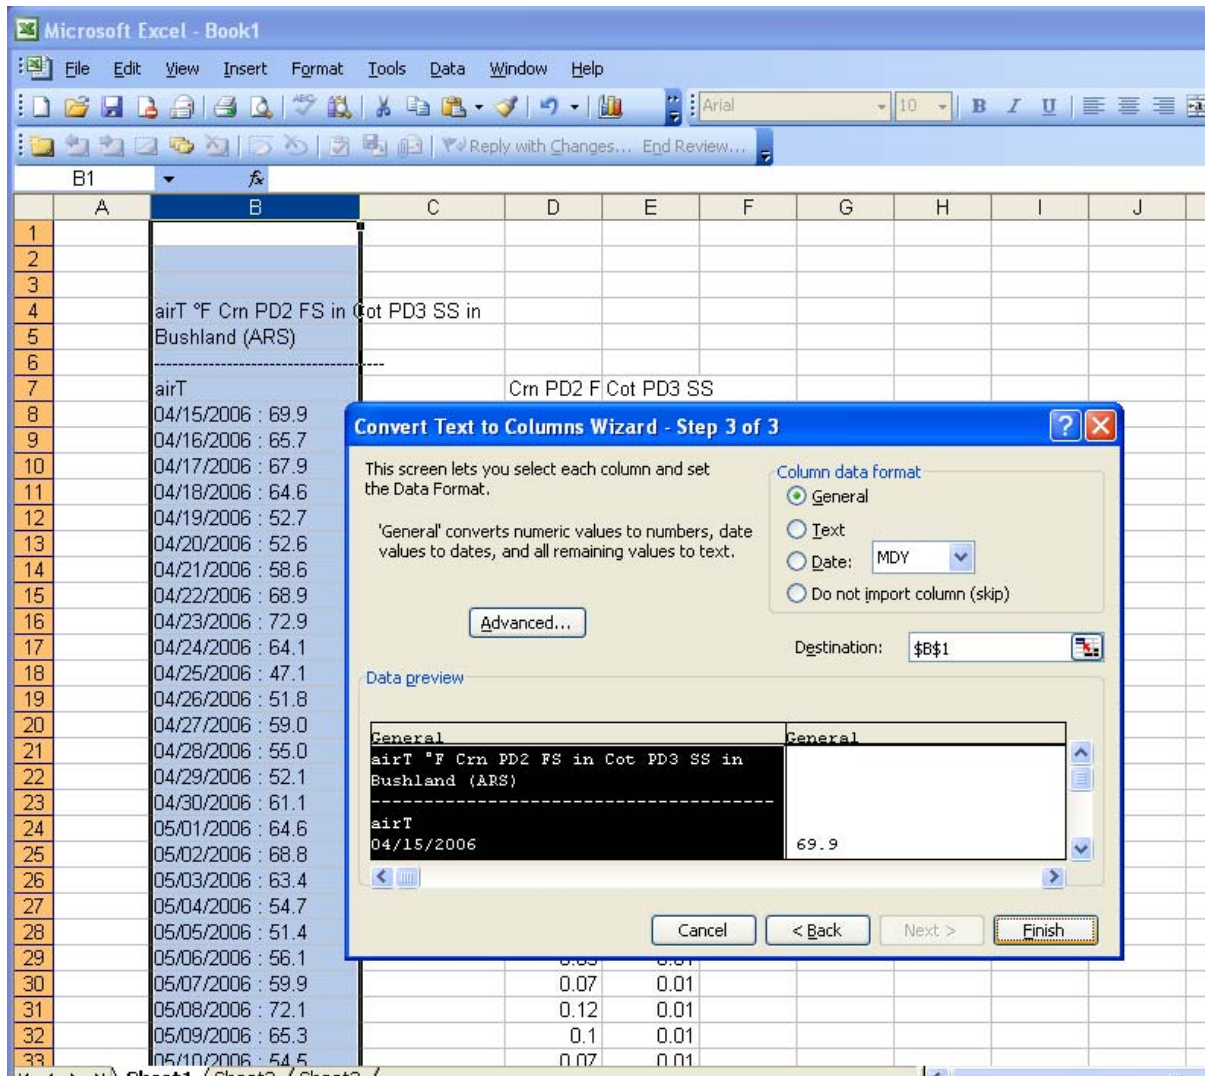 Microsoft Excel - Book1
File Edit View Insert Format Tools Data Window Help
Arial 10 B I U
Reply with Changes... End Review...
B1 fx
A B C D E F G H I J
1
2
3
4 airT °F Crn PD2 FS in Cot PD3 SS in
5 Bushland (ARS)
6 ---------------------------------------
7 airT Crn PD2 F Cot PD3 SS
8 04/15/2006 : 69.9
9 04/16/2006 : 65.7
10 04/17/2006 : 67.9
11 04/18/2006 : 64.6
12 04/19/2006 : 52.7
13 04/20/2006 : 52.6
14 04/21/2006 : 58.6
15 04/22/2006 : 68.9
16 04/23/2006 : 72.9
17 04/24/2006 : 64.1
18 04/25/2006 : 47.1
19 04/26/2006 : 51.8
20 04/27/2006 : 59.0
21 04/28/2006 : 55.0
22 04/29/2006 : 52.1
23 04/30/2006 : 61.1
24 05/01/2006 : 64.6
25 05/02/2006 : 68.8
26 05/03/2006 : 63.4
27 05/04/2006 : 54.7
28 05/05/2006 : 51.4
29 05/06/2006 : 56.1
30 05/07/2006 : 59.9 0.07 0.01
31 05/08/2006 : 72.1 0.12 0.01
32 05/09/2006 : 65.3 0.1 0.01
33 05/10/2006 : 54.5 0.07 0.01
Convert Text to Columns Wizard - Step 3 of 3
This screen lets you select each column and set
the Data Format.
'General' converts numeric values to numbers, date
values to dates, and all remaining values to text.
Advanced...
Column data format
General
Text
Date: MDY
Do not import column (skip)
Destination: $B$1
Data preview
General General
airT °F Crn PD2 FS in Cot PD3 SS in
Bushland (ARS)
---------------------------------------
airT
04/15/2006 69.9
Cancel < Back Next > Finish
Sheet1 Sheet2 Sheet3